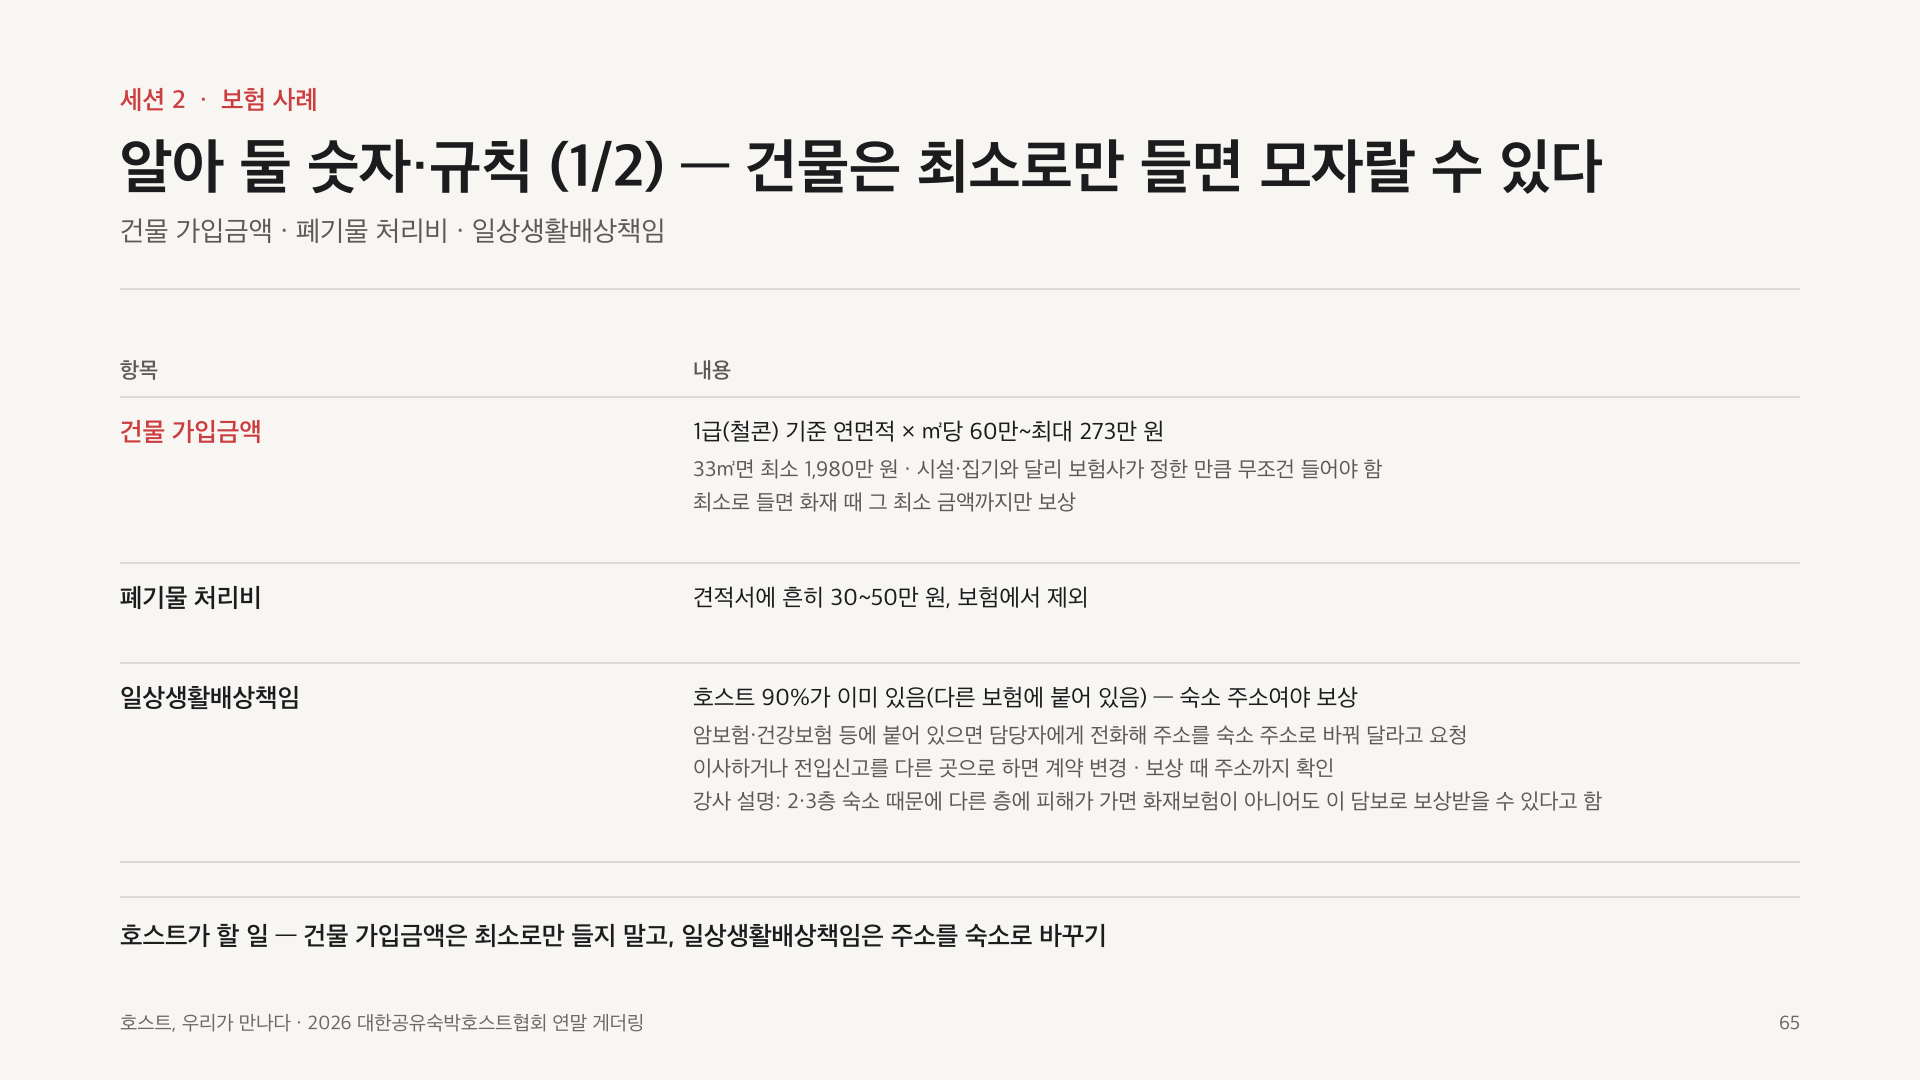 세션 2 · 보험 사례
알아 둘 숫자·규칙 (1/2) — 건물은 최소로만 들면 모자랄 수 있다
건물 가입금액 · 폐기물 처리비 · 일상생활배상책임
항목 내용
건물 가입금액 1급(철콘) 기준 연면적 × ㎡당 60만~최대 273만 원
33㎡면 최소 1,980만 원 · 시설·집기와 달리 보험사가 정한 만큼 무조건 들어야 함
최소로 들면 화재 때 그 최소 금액까지만 보상
폐기물 처리비 견적서에 흔히 30~50만 원, 보험에서 제외
일상생활배상책임 호스트 90%가 이미 있음(다른 보험에 붙어 있음) — 숙소 주소여야 보상
암보험·건강보험 등에 붙어 있으면 담당자에게 전화해 주소를 숙소 주소로 바꿔 달라고 요청
이사하거나 전입신고를 다른 곳으로 하면 계약 변경 · 보상 때 주소까지 확인
강사 설명: 2·3층 숙소 때문에 다른 층에 피해가 가면 화재보험이 아니어도 이 담보로 보상받을 수 있다고 함
호스트가 할 일 — 건물 가입금액은 최소로만 들지 말고, 일상생활배상책임은 주소를 숙소로 바꾸기
호스트, 우리가 만나다 · 2026 대한공유숙박호스트협회 연말 게더링 65